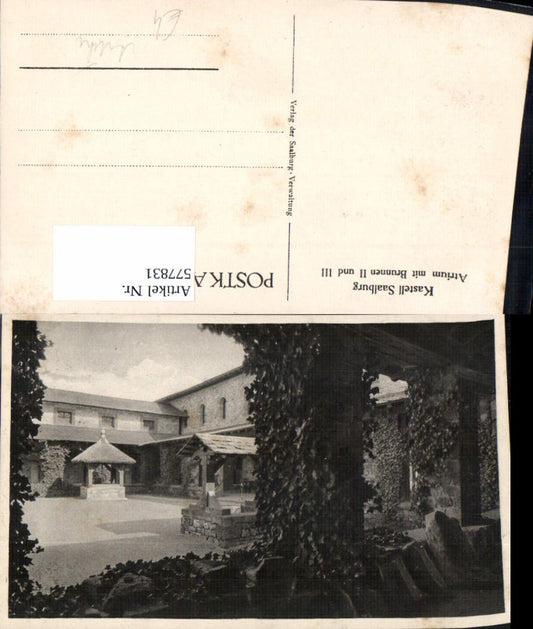 Kastell Saalburg
Atrium mit Brunnen II und III
POSTKA
Artikel Nr.
577831
Verlag der Saalburg-Verwaltung